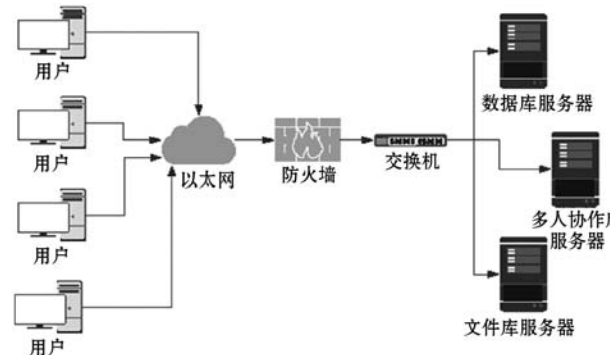 用户
用户
用户
用户
以太网
防火墙
交换机
数据库服务器
多人协作
服务器
文件库服务器